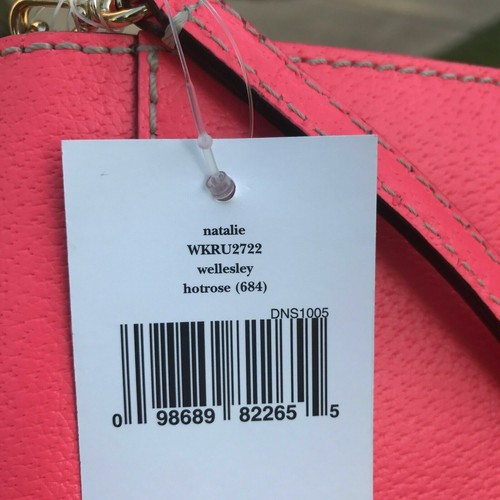 natalie
WKRU2722
wellesley
hotrose (684)
DNS1005
0 98689 82265 5